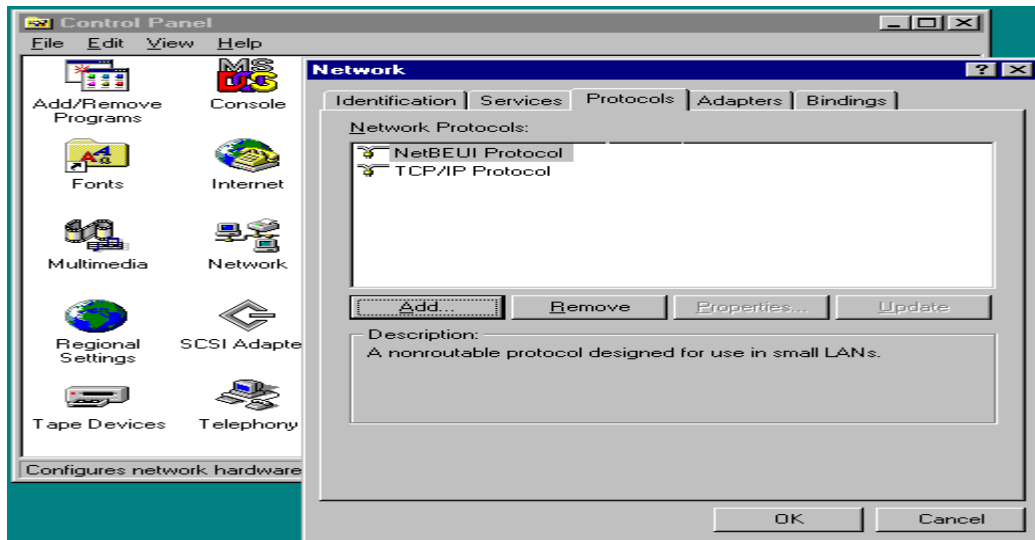 Control Panel
File Edit View Help
MS DOS
Add/Remove Programs
Console
Fonts
Internet
Multimedia
Network
Regional Settings
SCSI Adapte
Tape Devices
Telephony
Configures network hardware
Network
Identification Services Protocols Adapters Bindings
Network Protocols:
NetBEUI Protocol
TCP/IP Protocol
Add... Remove Properties... Update
Description:
A nonroutable protocol designed for use in small LANs.
OK Cancel